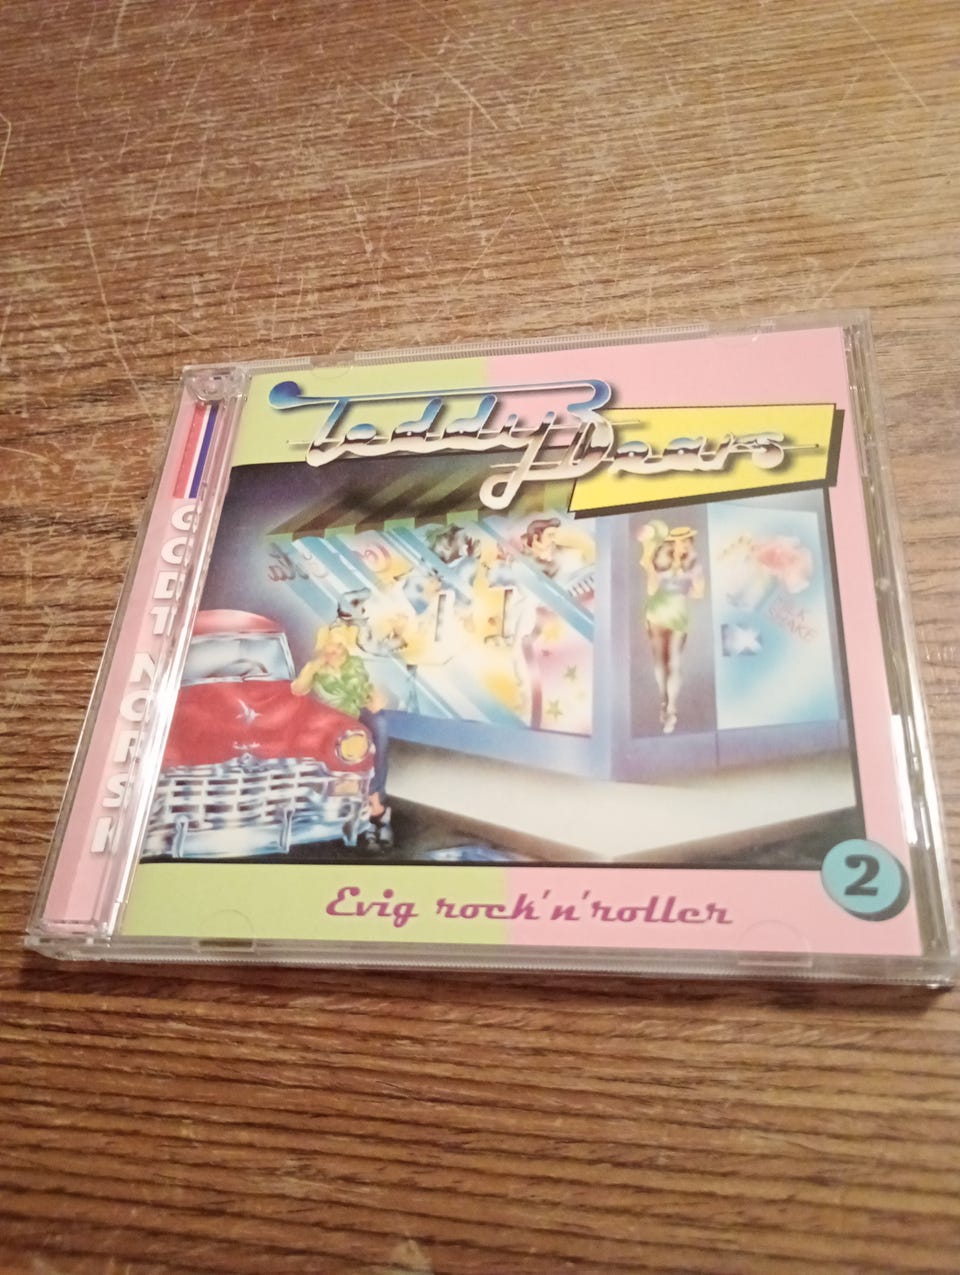 Teddy Bears
GODT NORSK
Evig rock'n'roller
2